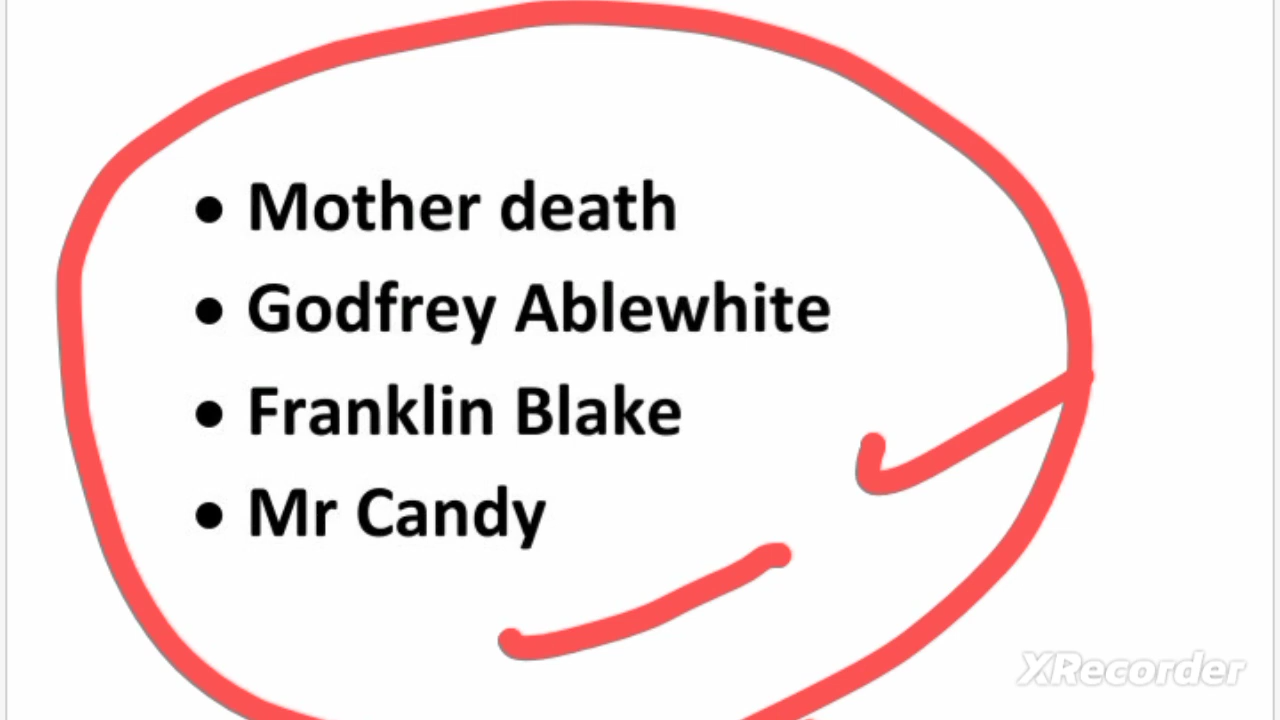 • Mother death
• Godfrey Ablewhite
• Franklin Blake
• Mr Candy
XRecorder